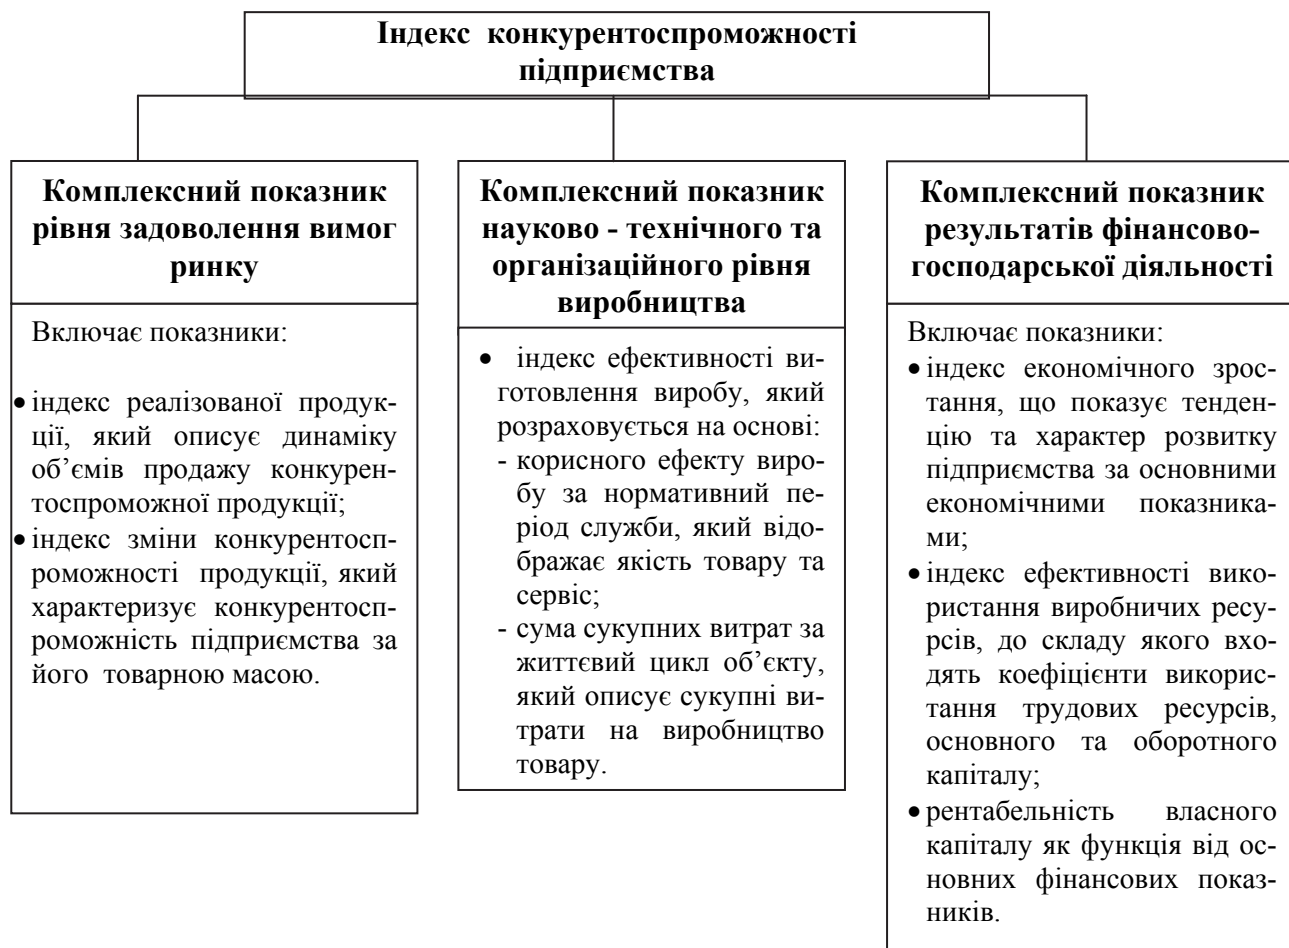 Індекс конкурентоспроможності
підприємства
Комплексний показник
рівня задоволення вимог
ринку
Включає показники:
• індекс реалізованої продук-
ції, який описує динаміку
об’ємів продажу конкурен-
тоспроможної продукції;
• індекс зміни конкурентосп-
роможності продукції, який
характеризує конкурентосп-
роможність підприємства за
його товарною масою.
Комплексний показник
науково - технічного та
організаційного рівня
виробництва
• індекс ефективності ви-
готовлення виробу, який
розраховується на основі:
- корисного ефекту виро-
бу за нормативний пе-
ріод служби, який відо-
бражає якість товару та
сервіс;
- сума сукупних витрат за
життєвий цикл об’єкту,
який описує сукупні ви-
трати на виробництво
товару.
Комплексний показник
результатів фінансово-
господарської діяльності
Включає показники:
• індекс економічного зрос-
тання, що показує тенден-
цію та характер розвитку
підприємства за основними
економічними показника-
ми;
• індекс ефективності вико-
ристання виробничих ресу-
рсів, до складу якого вхо-
дять коефіцієнти викорис-
тання трудових ресурсів,
основного та оборотного
капіталу;
• рентабельність власного
капіталу як функція від ос-
новних фінансових показ-
ників.